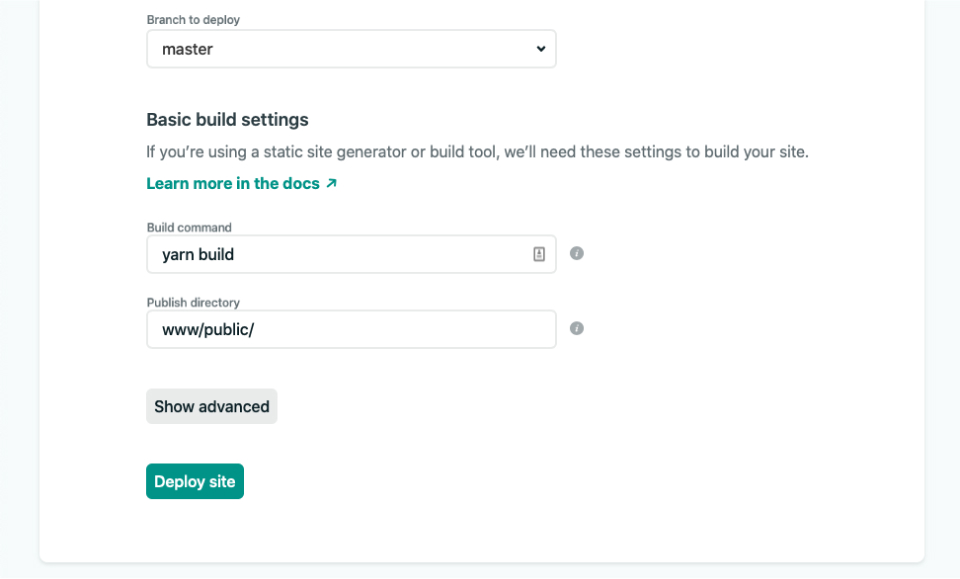 Branch to deploy
master
Basic build settings
If you’re using a static site generator or build tool, we’ll need these settings to build your site.
Learn more in the docs ↗
Build command
yarn build
Publish directory
www/public/
Show advanced
Deploy site